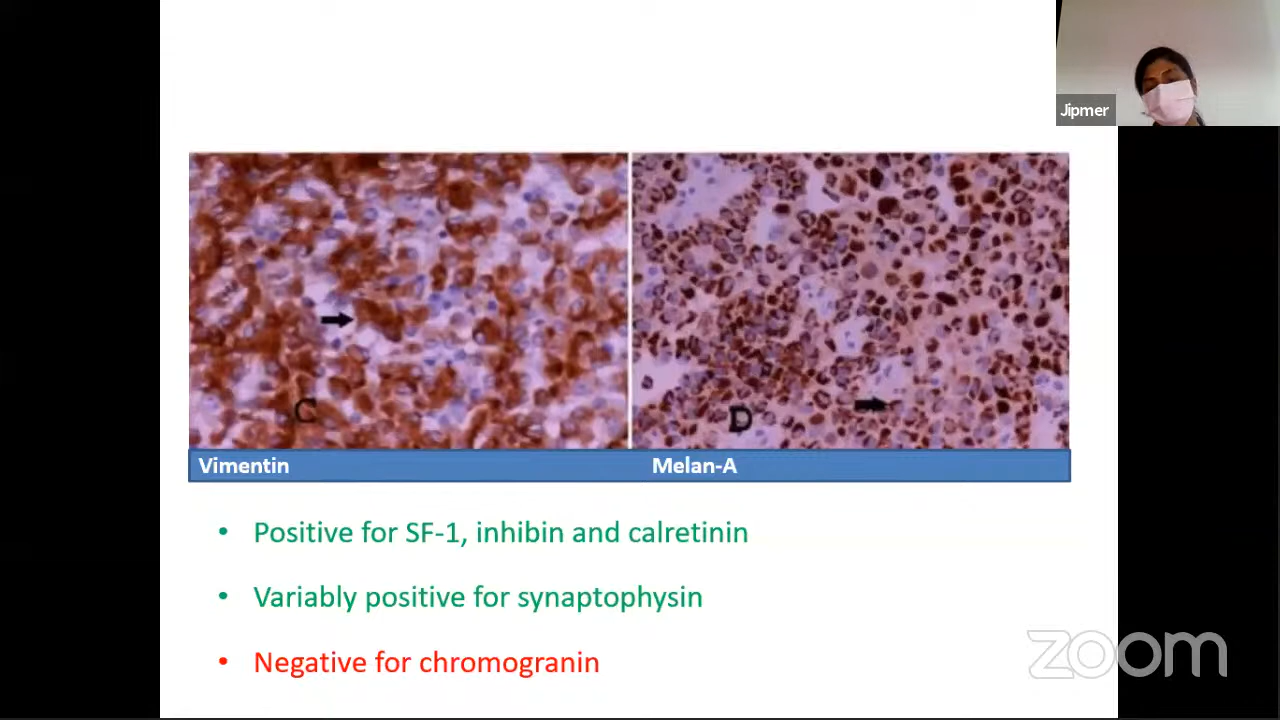 Jipmer
C
D
Vimentin
Melan-A
• Positive for SF-1, inhibin and calretinin
• Variably positive for synaptophysin
• Negative for chromogranin
zoom